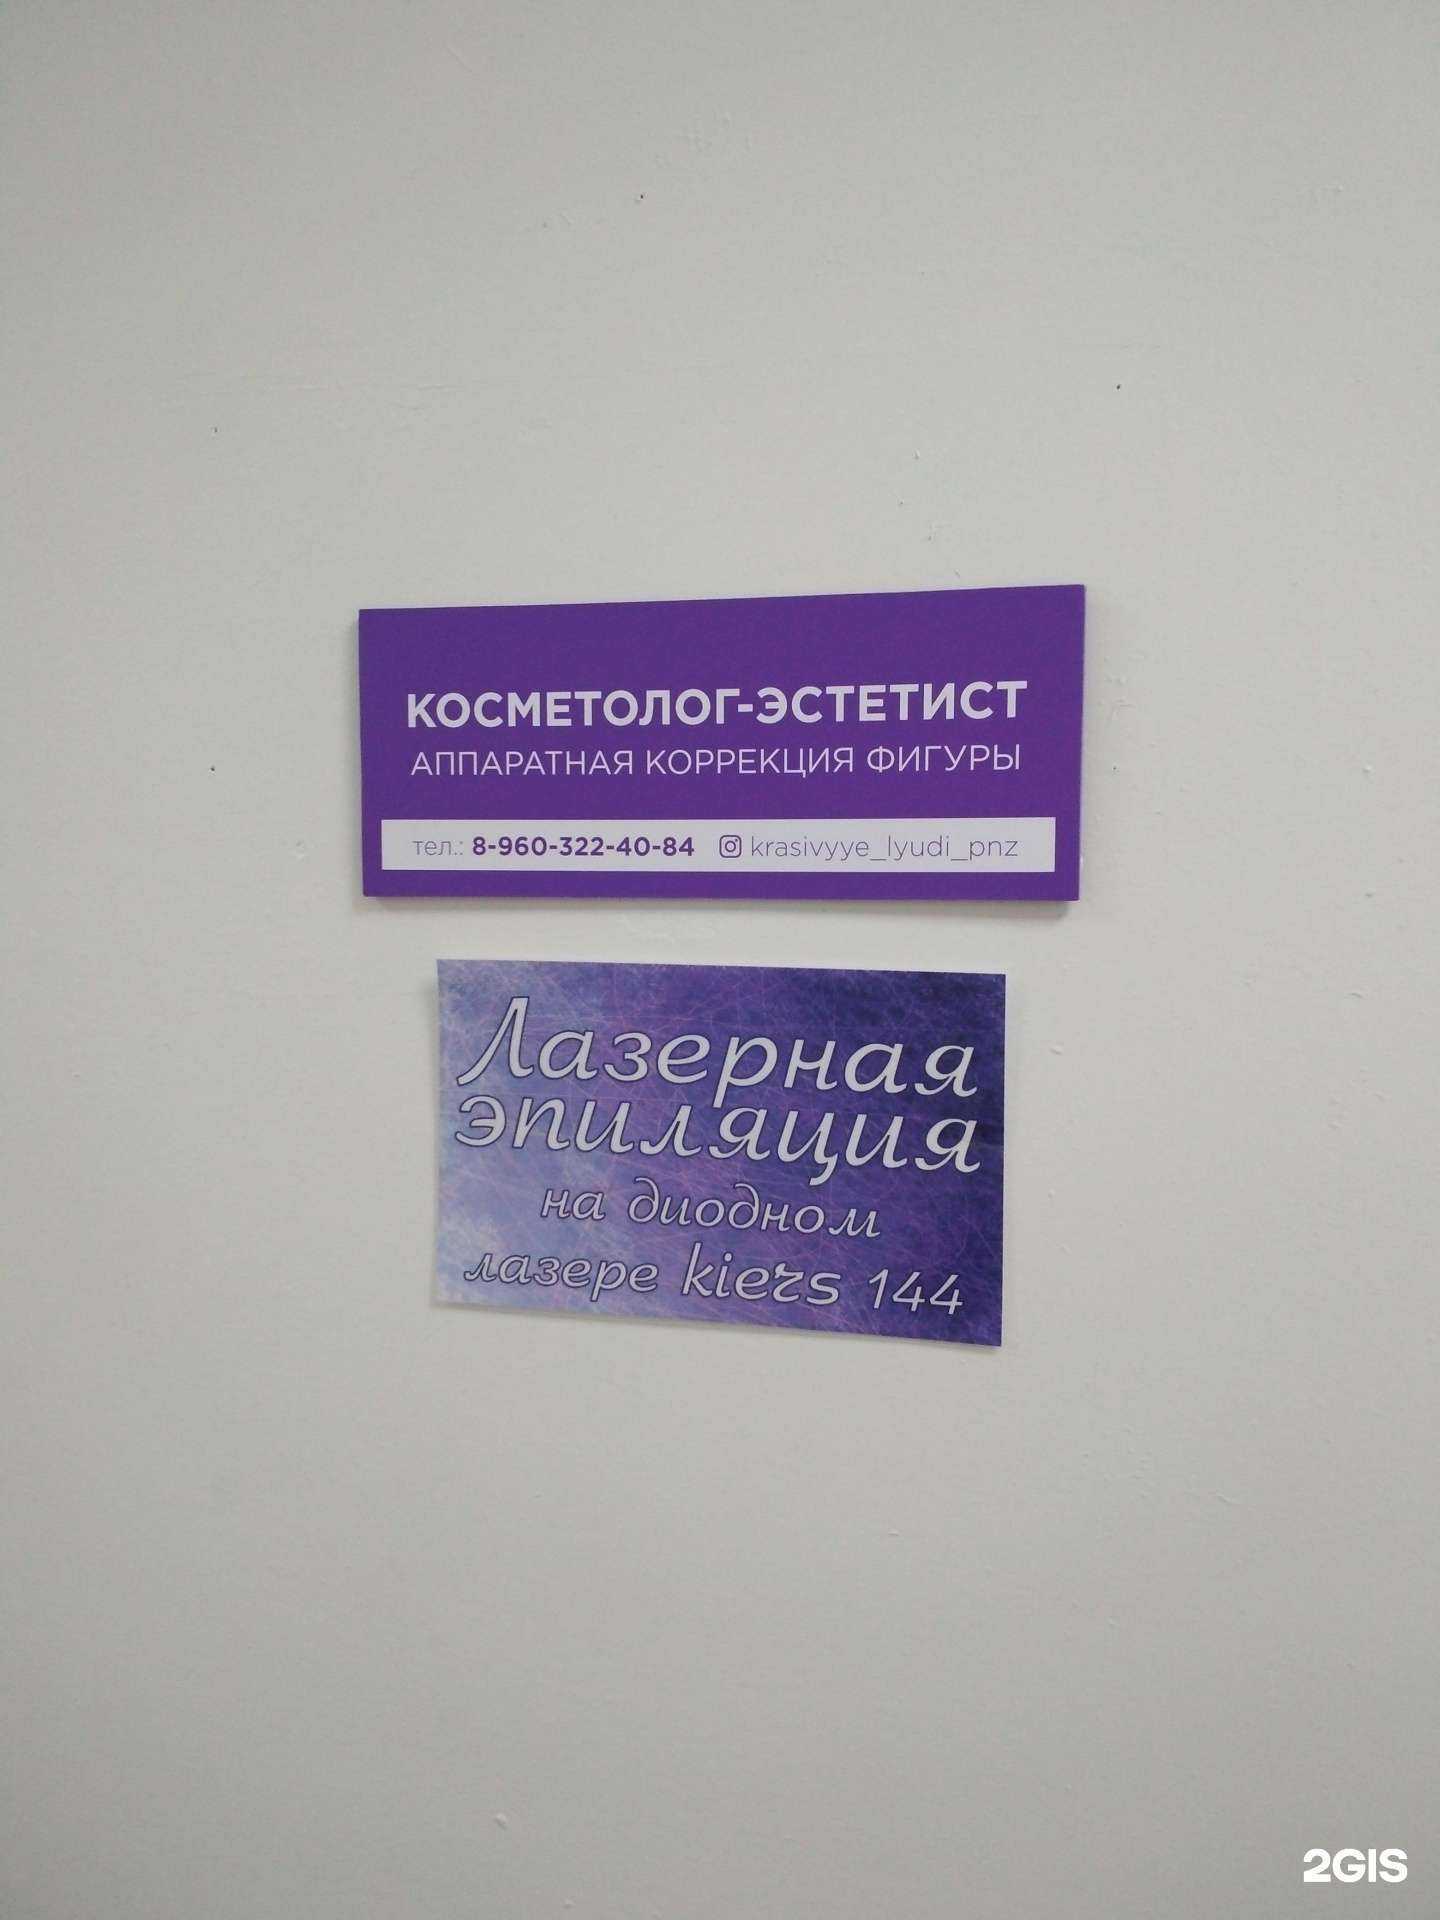 КОСМЕТОЛОГ-ЭСТЕТИСТ
АППАРАТНАЯ КОРРЕКЦИЯ ФИГУРЫ
тел.: 8-960-322-40-84 krasivyye_lyudi_pnz
Лазерная
эпиляция
на диодном
лазере kiers 144
2GIS